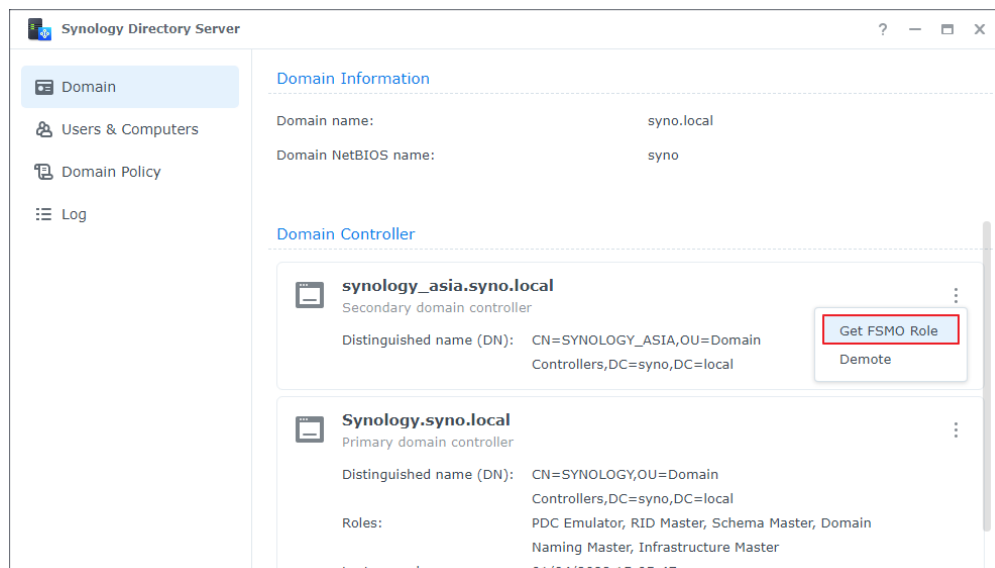 Synology Directory Server
?
Domain
Users & Computers
Domain Policy
Log
Domain Information
Domain name: syno.local
Domain NetBIOS name: syno
Domain Controller
synology_asia.syno.local
Secondary domain controller
Distinguished name (DN): CN=SYNOLOGY_ASIA,OU=Domain
Controllers,DC=syno,DC=local
Get FSMO Role
Demote
Synology.syno.local
Primary domain controller
Distinguished name (DN): CN=SYNOLOGY,OU=Domain
Controllers,DC=syno,DC=local
Roles: PDC Emulator, RID Master, Schema Master, Domain
Naming Master, Infrastructure Master